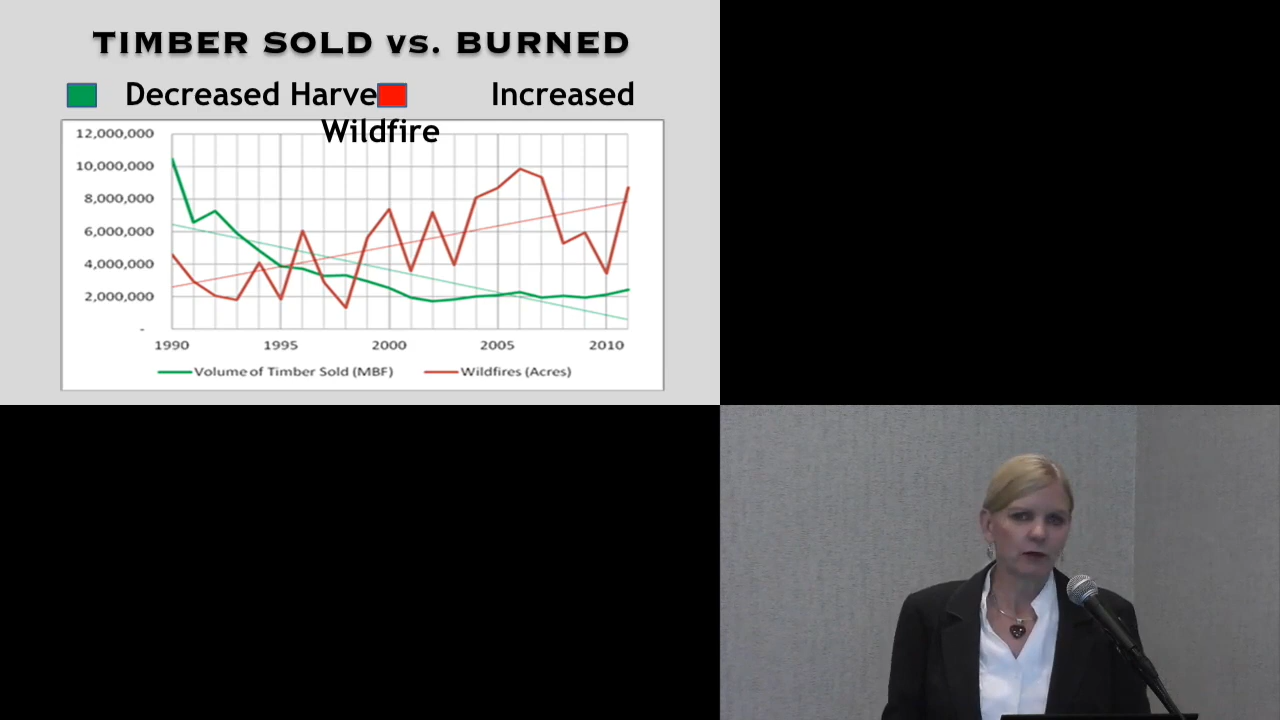 TIMBER SOLD vs. BURNED
Decreased Harve Increased
Wildfire
12,000,000
10,000,000
8,000,000
6,000,000
4,000,000
2,000,000
-
1990 1995 2000 2005 2010
Volume of Timber Sold (MBF) Wildfires (Acres)